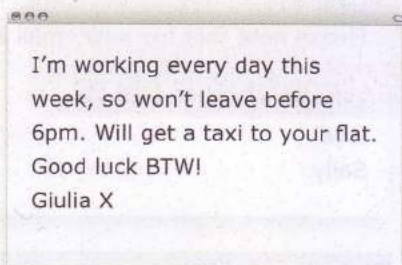 I'm working every day this
week, so won't leave before
6pm. Will get a taxi to your flat.
Good luck BTW!
Giulia X